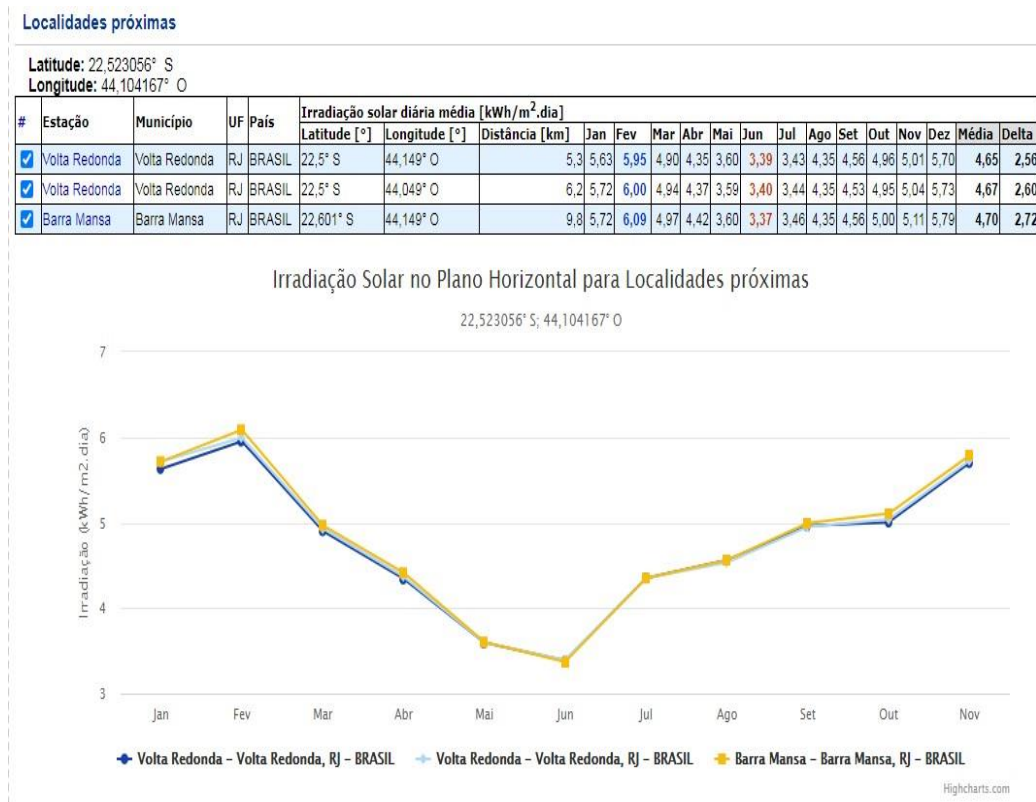 Localidades próximas
Latitude: 22,523056° S
Longitude: 44,104167° O
# Estação Município UF País Irradiação solar diária média [kWh/m².dia]
Latitude [°] Longitude [°] Distância [km] Jan Fev Mar Abr Mai Jun Jul Ago Set Out Nov Dez Média Delta
Volta Redonda Volta Redonda RJ BRASIL 22,5° S 44,149° O 5,3 5,63 5,95 4,90 4,35 3,60 3,39 3,43 4,35 4,56 4,96 5,01 5,70 4,65 2,56
Volta Redonda Volta Redonda RJ BRASIL 22,5° S 44,049° O 6,2 5,72 6,00 4,94 4,37 3,59 3,40 3,44 4,35 4,53 4,95 5,04 5,73 4,67 2,60
Barra Mansa Barra Mansa RJ BRASIL 22,601° S 44,149° O 9,8 5,72 6,09 4,97 4,42 3,60 3,37 3,46 4,35 4,56 5,00 5,11 5,79 4,70 2,72
Irradiação Solar no Plano Horizontal para Localidades próximas
22,523056° S; 44,104167° O
Irradiação (kWh/m2.dia)
7
6
5
4
3
Jan Fev Mar Abr Mai Jun Jul Ago Set Out Nov
Volta Redonda – Volta Redonda, RJ – BRASIL Volta Redonda – Volta Redonda, RJ – BRASIL Barra Mansa – Barra Mansa, RJ – BRASIL
Highcharts.com